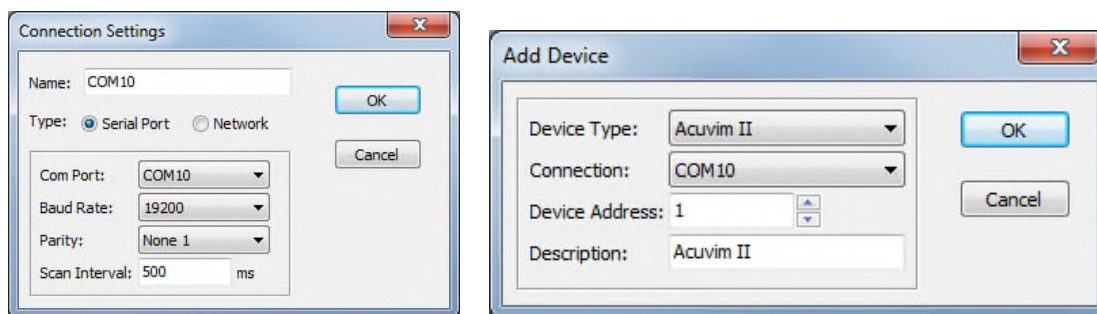 Connection Settings
Name: COM10
OK
Type: Serial Port Network
Cancel
Com Port: COM10
Baud Rate: 19200
Parity: None 1
Scan Interval: 500 ms
Add Device
Device Type: Acuvim II
OK
Connection: COM10
Device Address: 1
Cancel
Description: Acuvim II